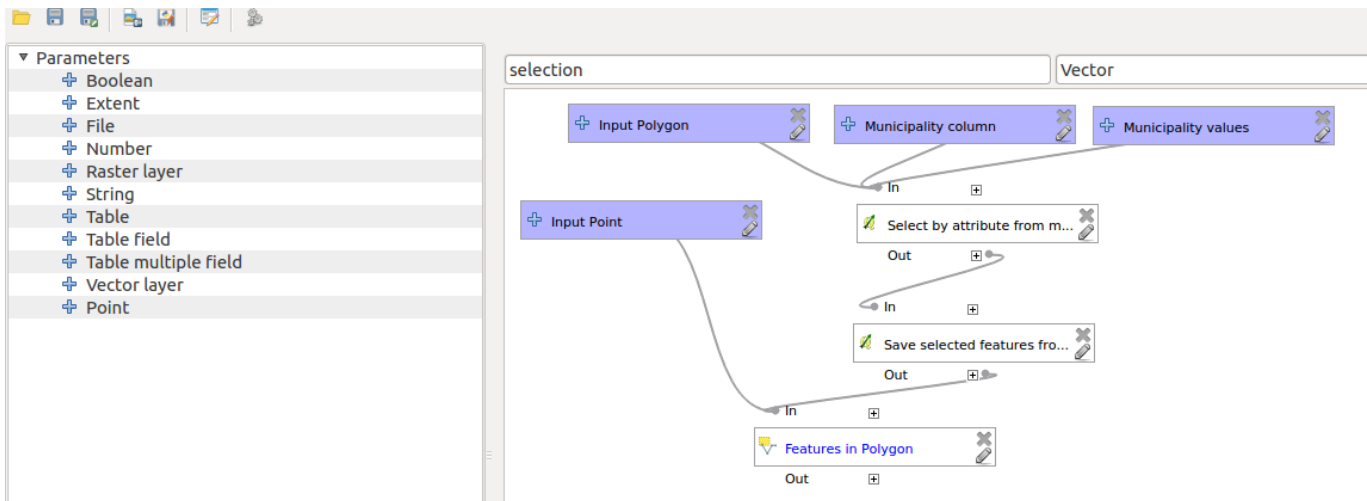 Parameters
Boolean
Extent
File
Number
Raster layer
String
Table
Table field
Table multiple field
Vector layer
Point
selection
Vector
Input Polygon
Municipality column
Municipality values
In
Input Point
Select by attribute from m...
Out
In
Save selected features fro...
Out
In
Features in Polygon
Out